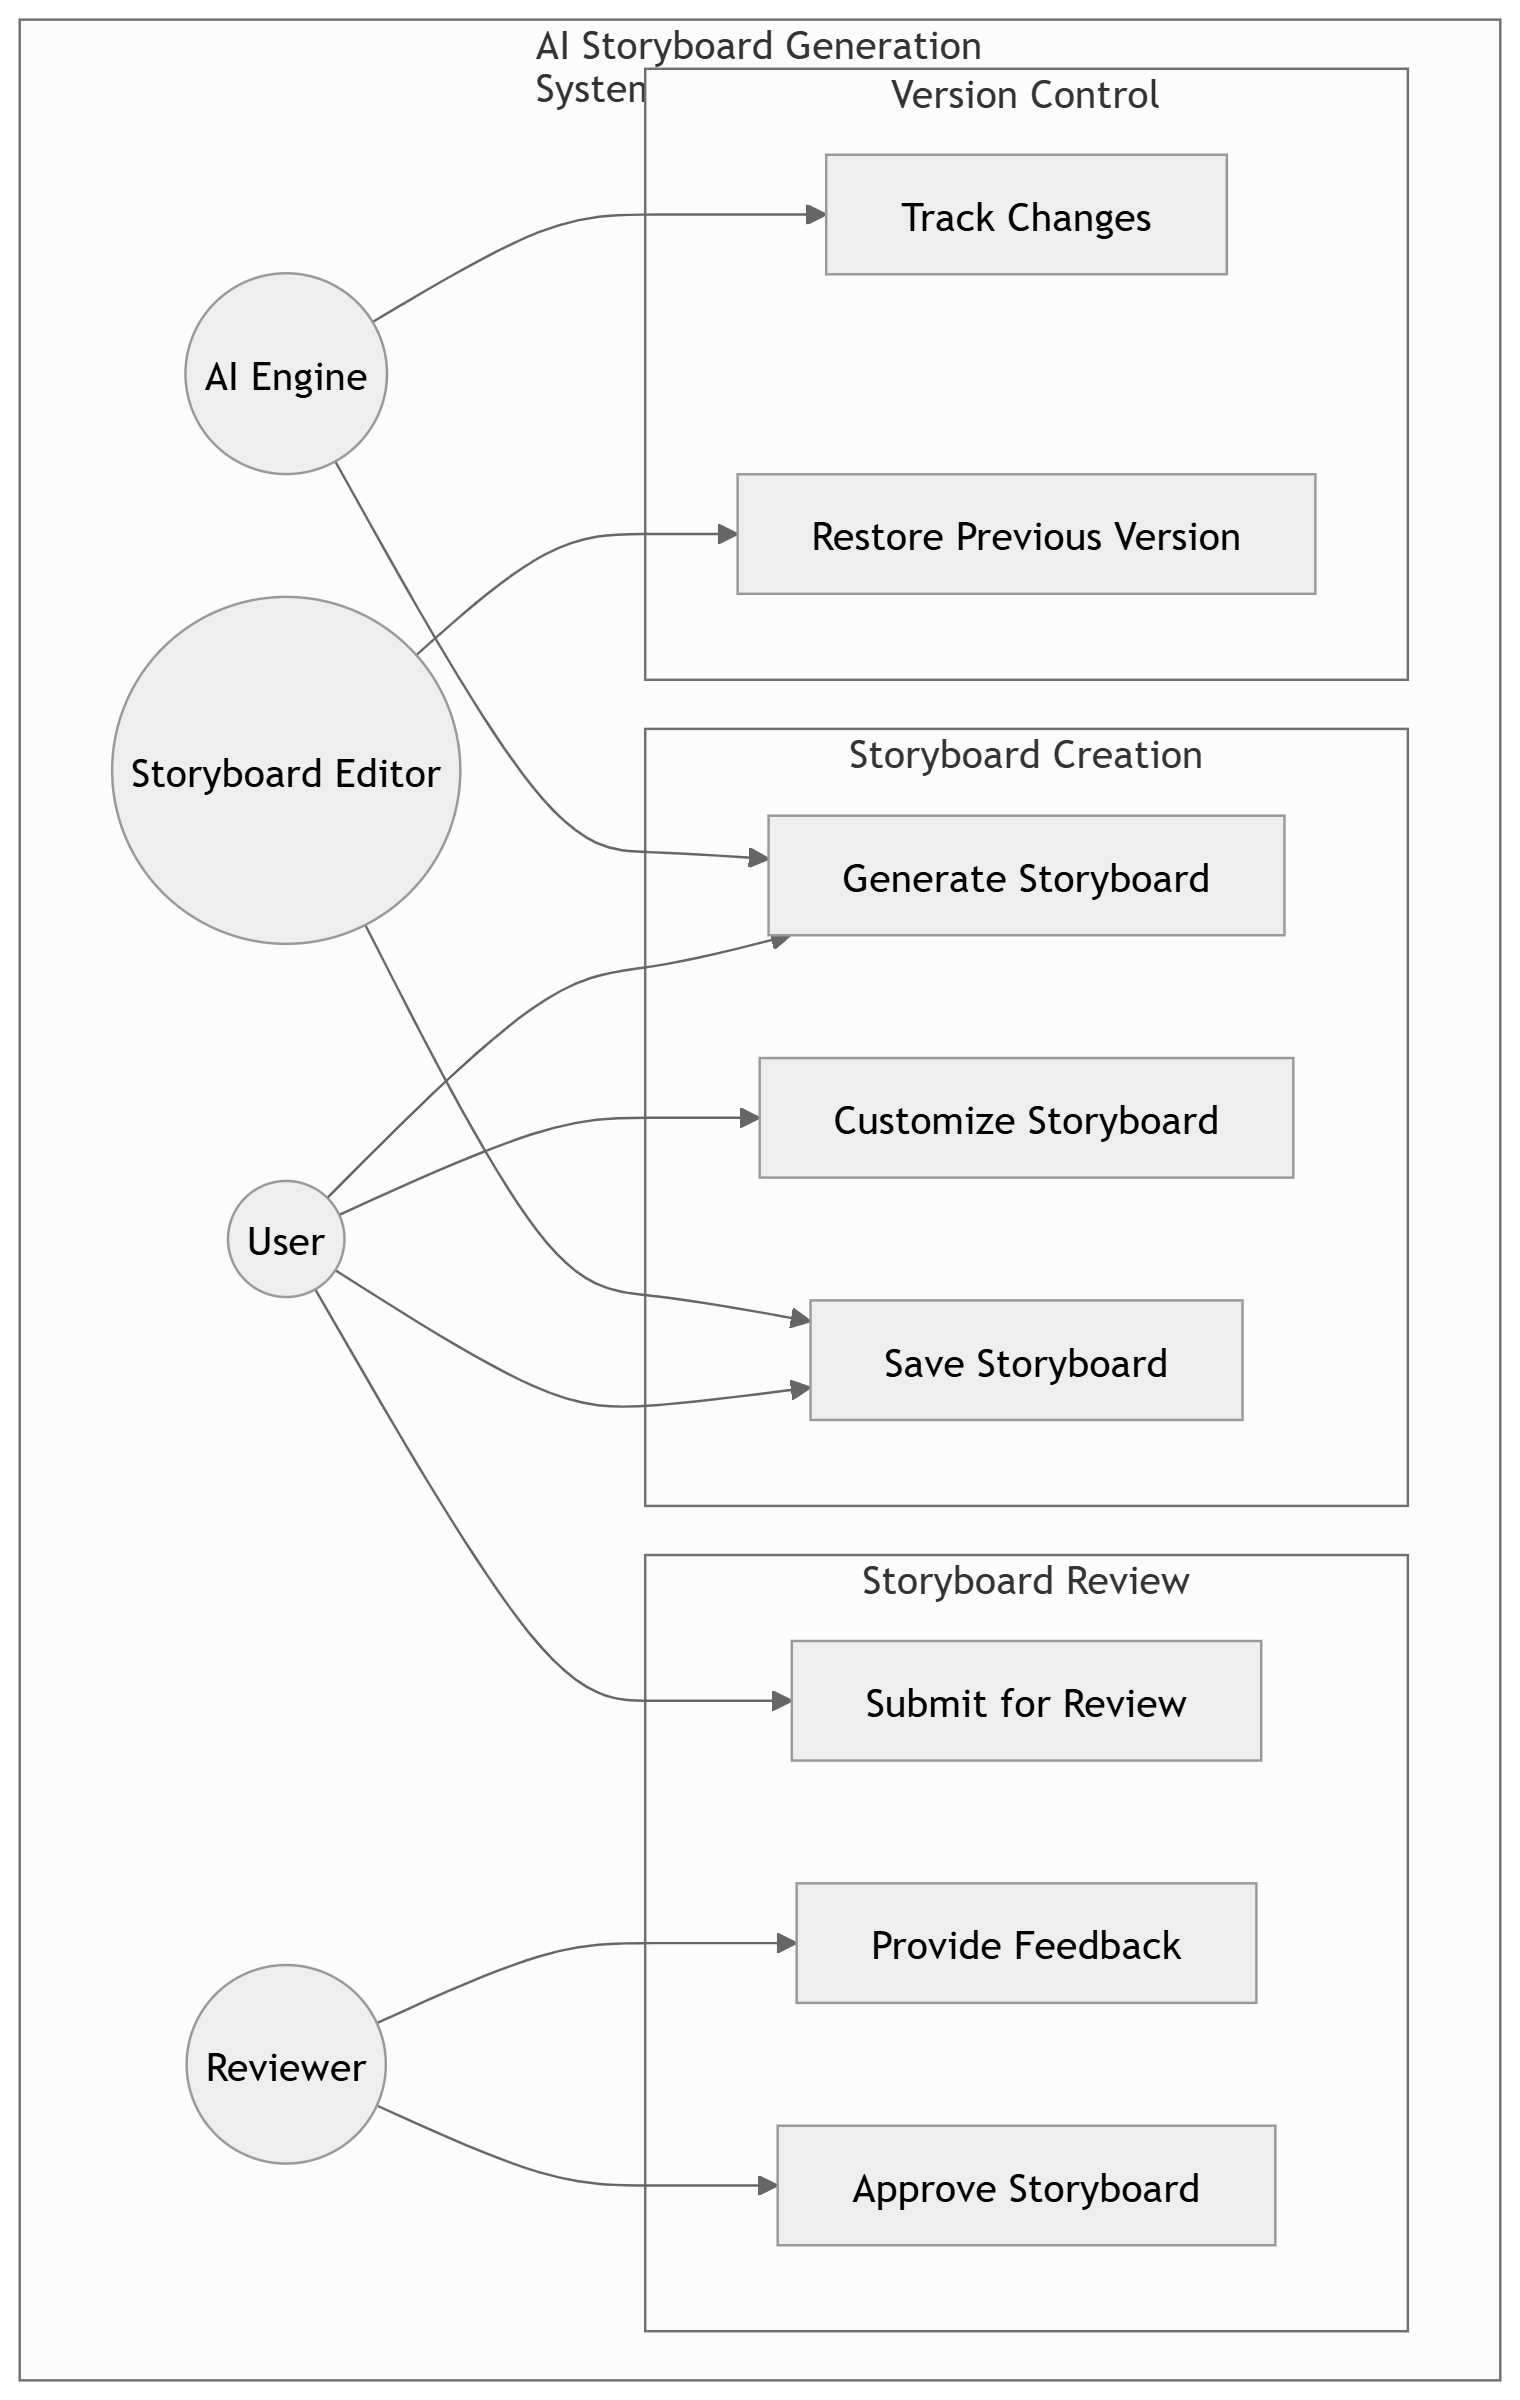 AI Storyboard Generation
System
Version Control
Track Changes
AI Engine
Restore Previous Version
Storyboard Creation
Storyboard Editor
Generate Storyboard
Customize Storyboard
User
Save Storyboard
Storyboard Review
Submit for Review
Provide Feedback
Reviewer
Approve Storyboard